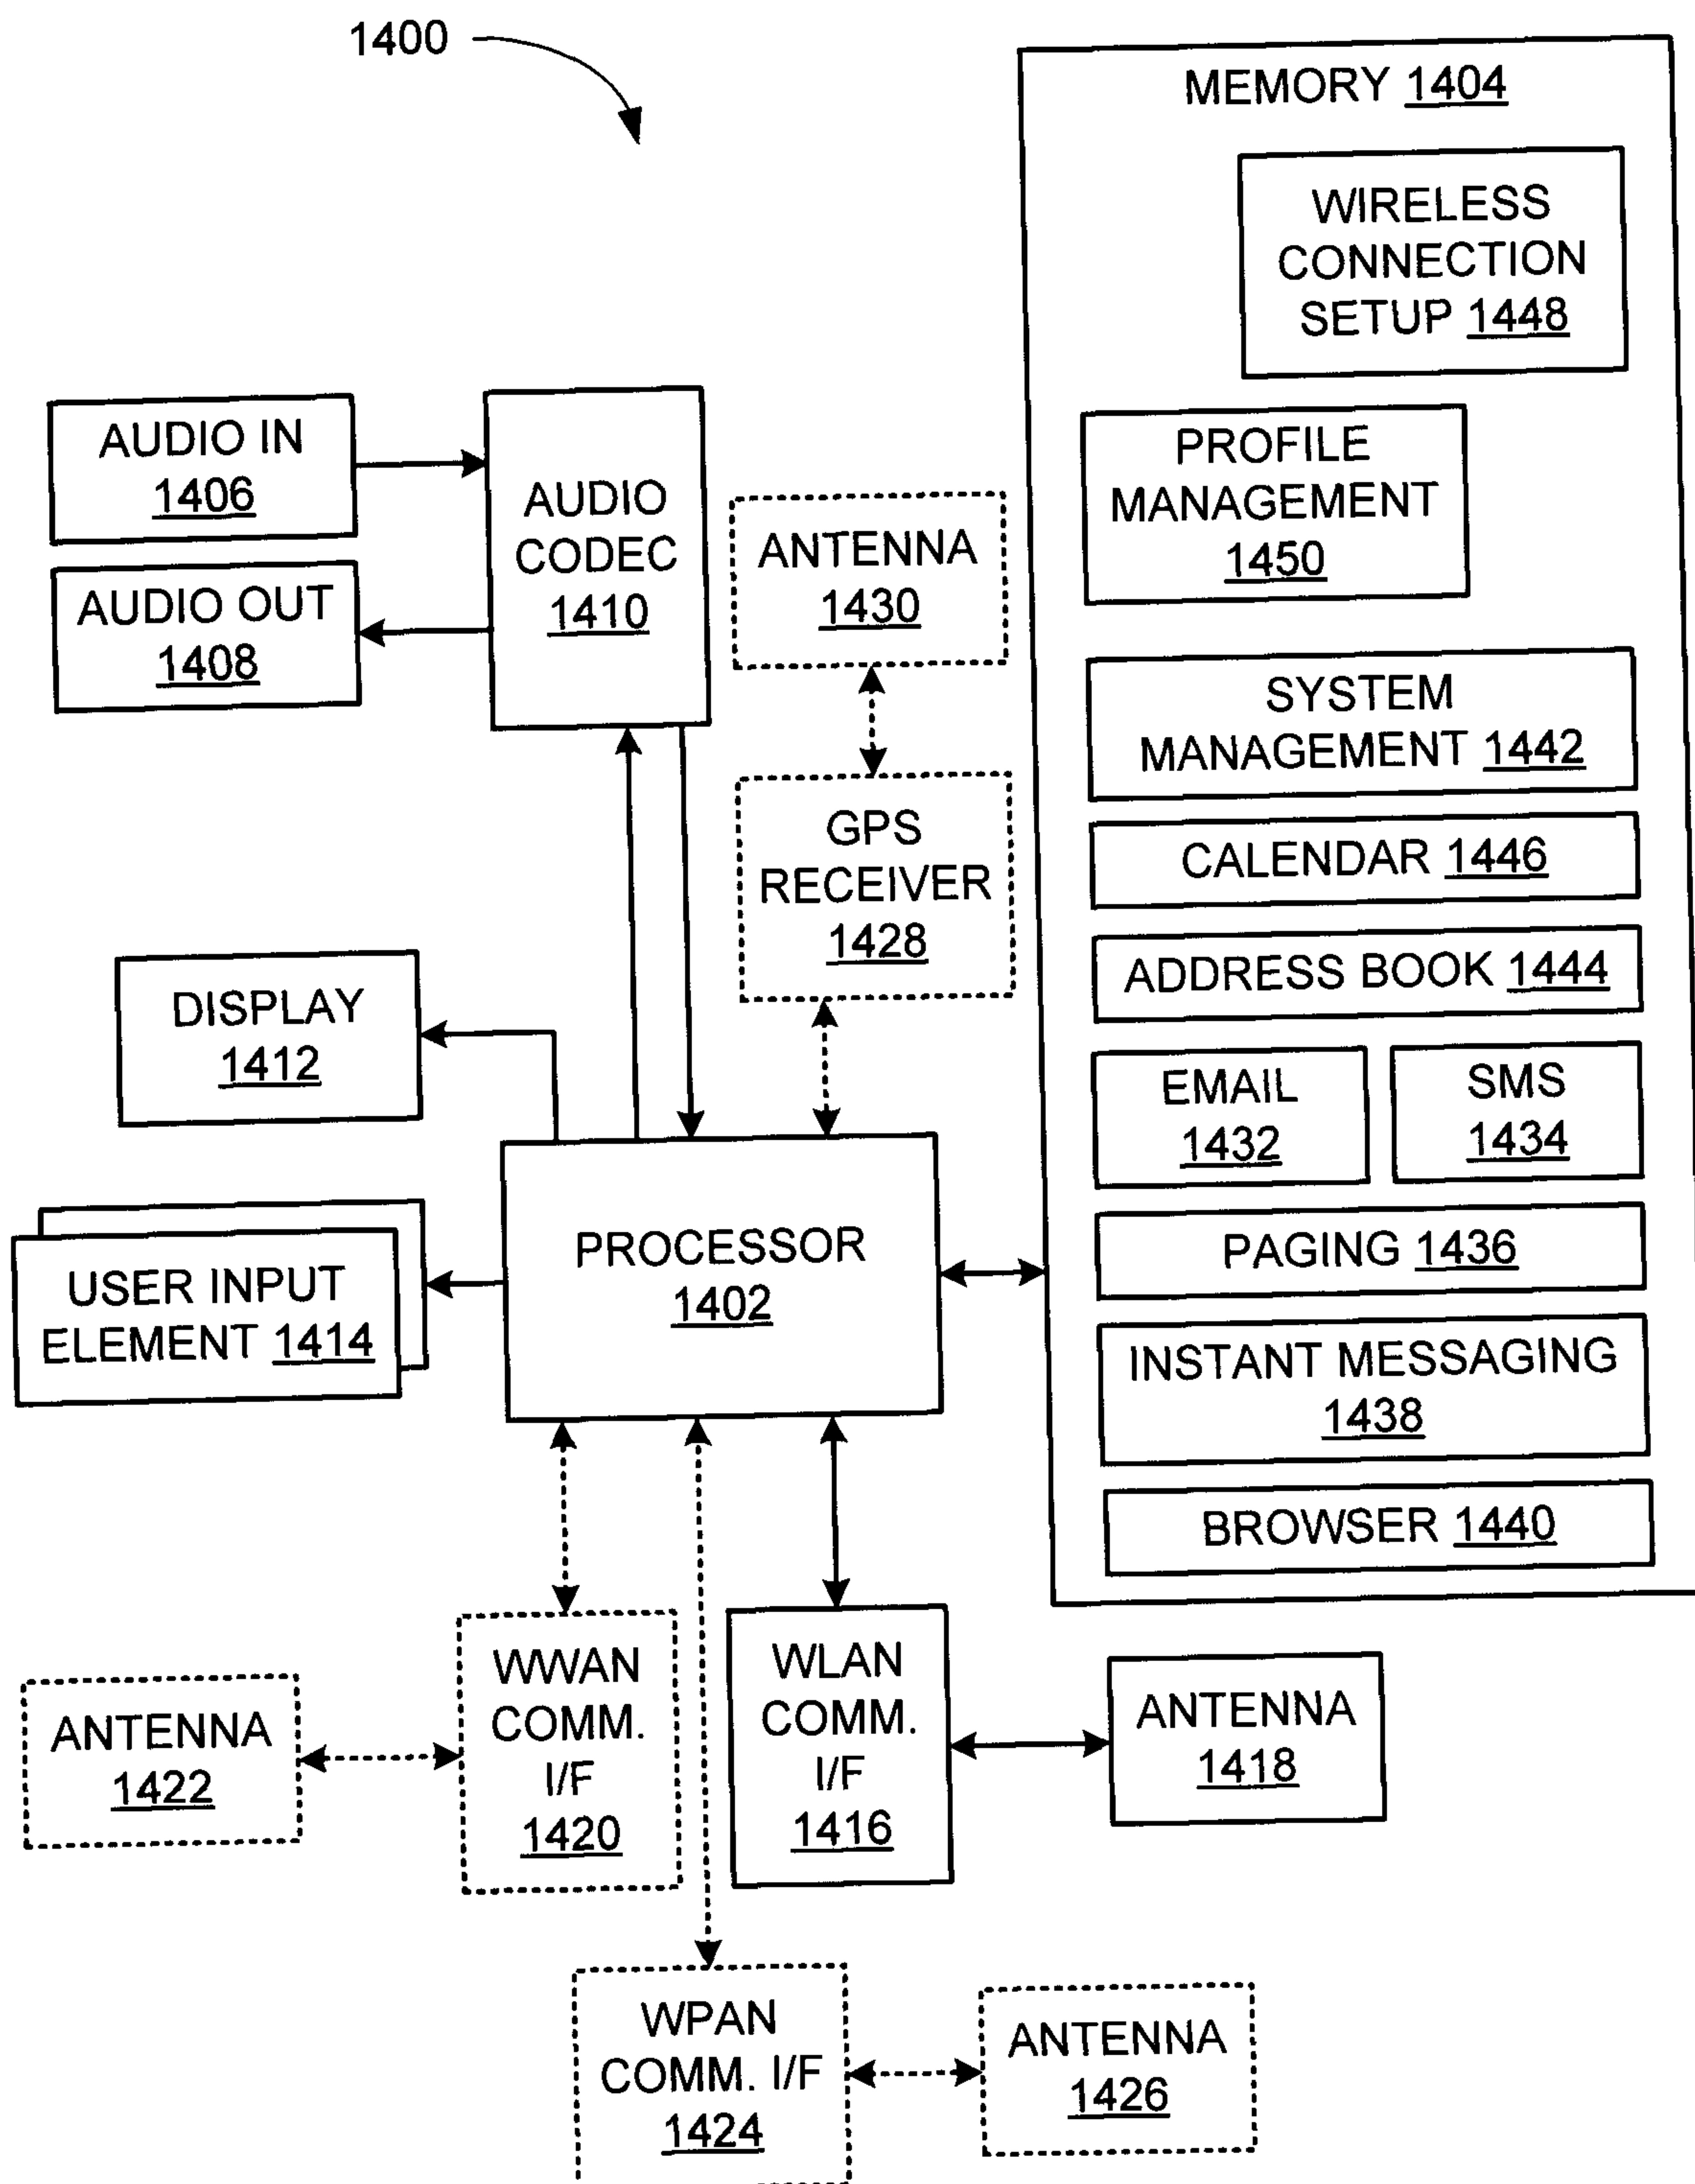 1400
MEMORY 1404
WIRELESS
CONNECTION
SETUP 1448
PROFILE
MANAGEMENT
1450
SYSTEM
MANAGEMENT 1442
CALENDAR 1446
ADDRESS BOOK 1444
EMAIL
1432
SMS
1434
PAGING 1436
INSTANT MESSAGING
1438
BROWSER 1440
AUDIO IN
1406
AUDIO OUT
1408
AUDIO
CODEC
1410
ANTENNA
1430
GPS
RECEIVER
1428
DISPLAY
1412
USER INPUT
ELEMENT 1414
PROCESSOR
1402
ANTENNA
1422
WWAN
COMM.
I/F
1420
WLAN
COMM.
I/F
1416
ANTENNA
1418
WPAN
COMM. I/F
1424
ANTENNA
1426